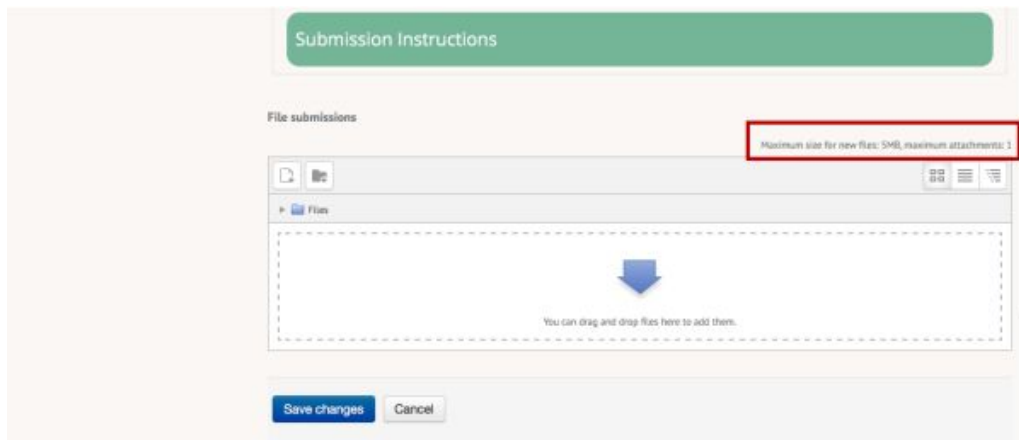 Submission Instructions
File submissions
Maximum size for new files: 5MB, maximum attachments: 1
Files
You can drag and drop files here to add them.
Save changes
Cancel